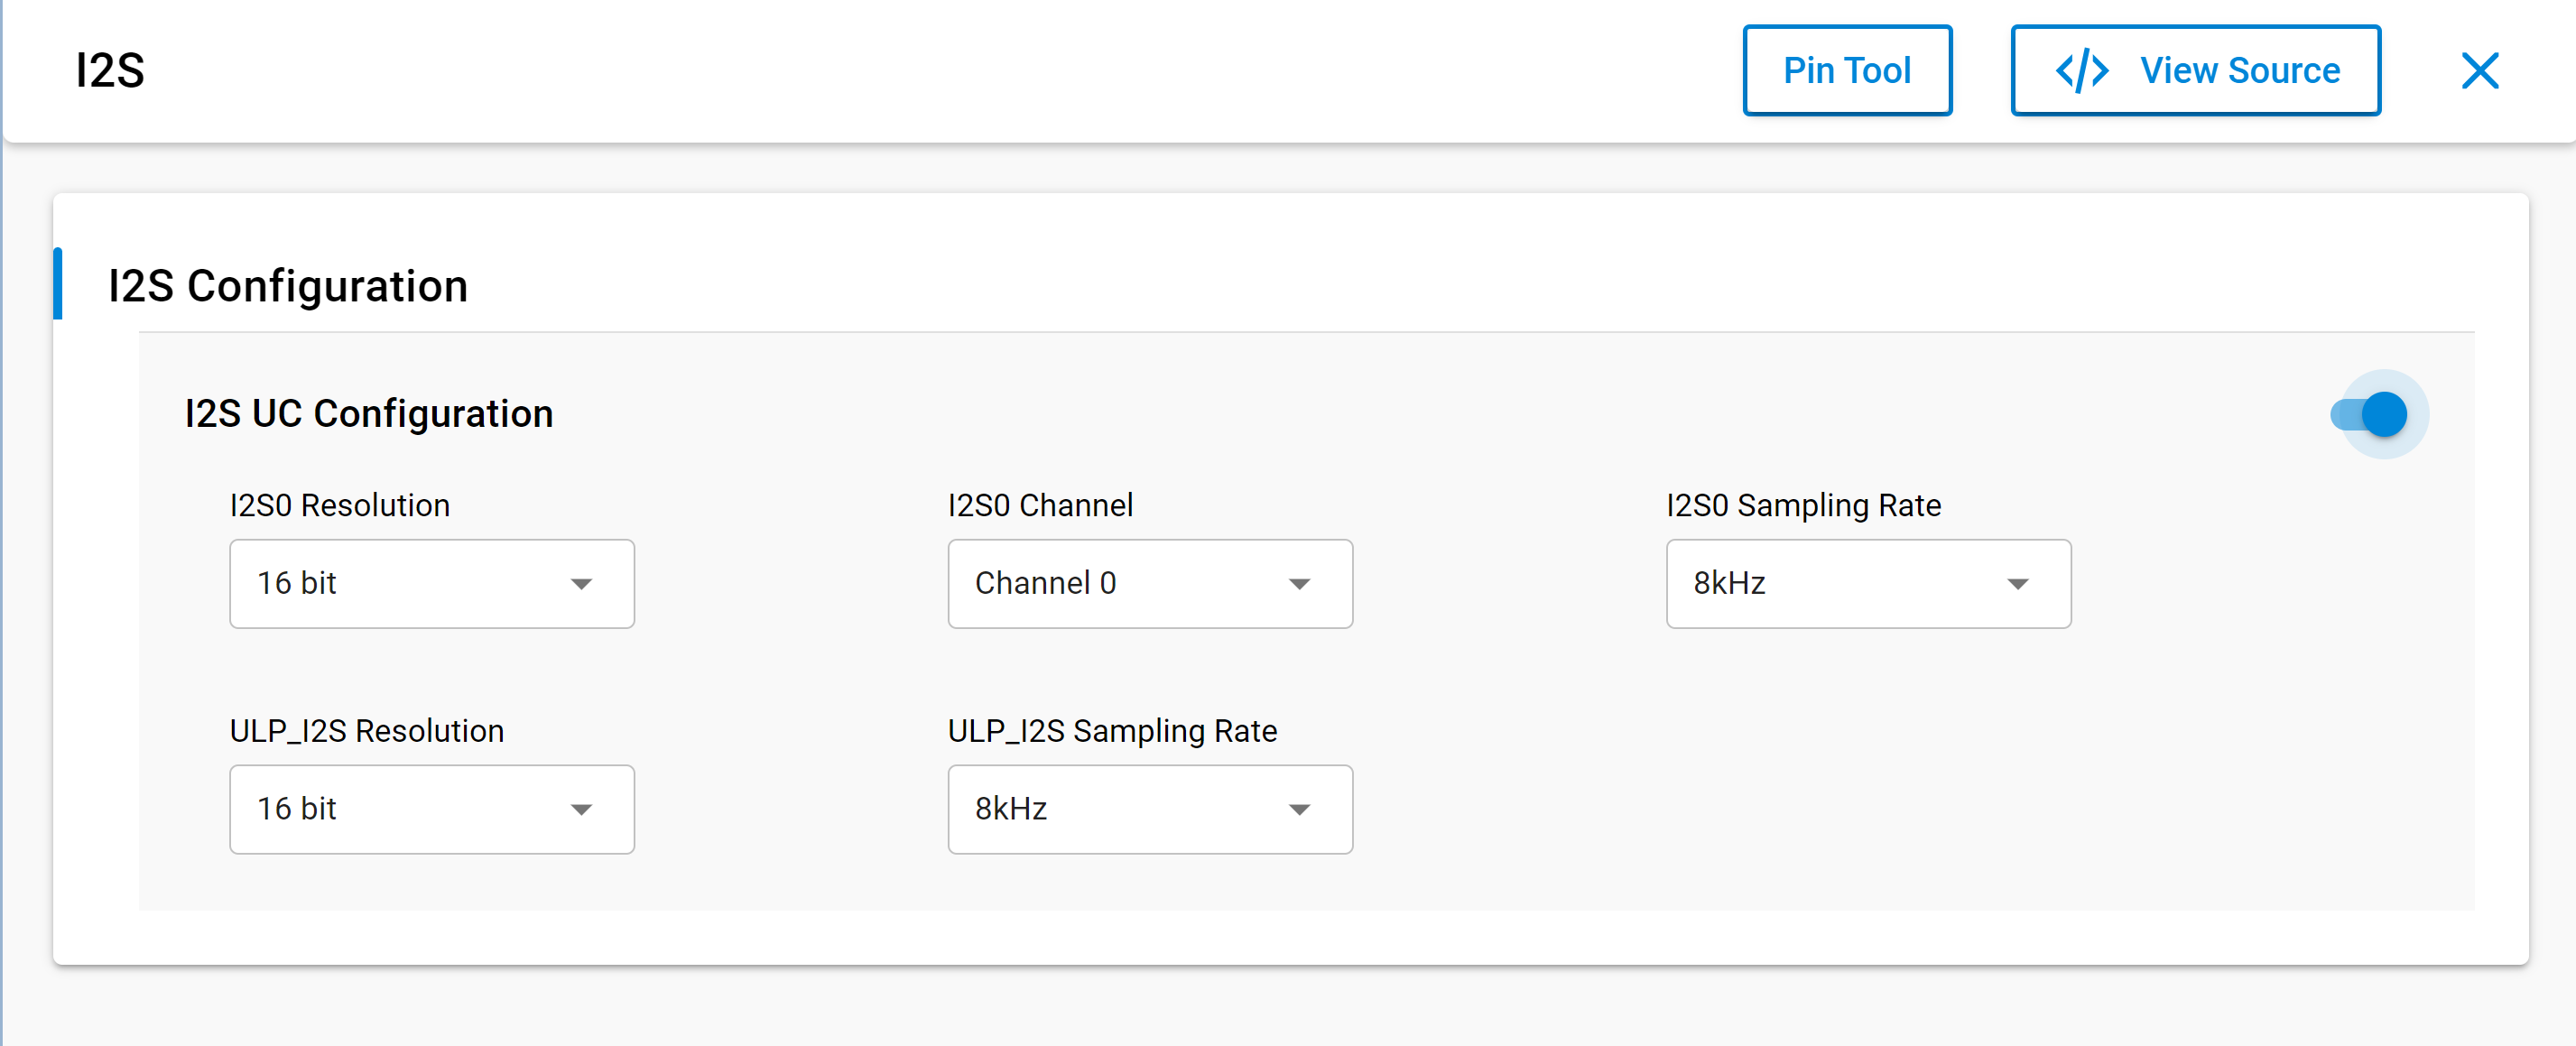 I2S
Pin Tool
</> View Source
I2S Configuration
I2S UC Configuration
I2S0 Resolution
I2S0 Channel
I2S0 Sampling Rate
16 bit
Channel 0
8kHz
ULP_I2S Resolution
ULP_I2S Sampling Rate
16 bit
8kHz